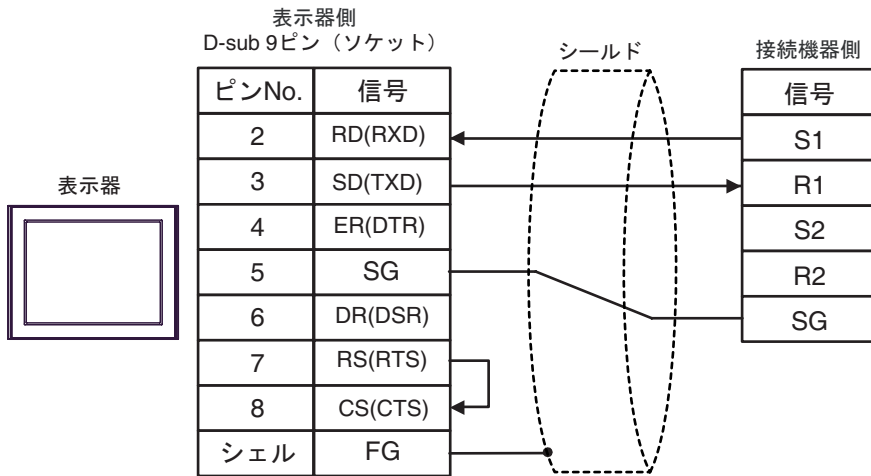 表示器側
D-sub 9ピン（ソケット）
シールド
接続機器側
ピンNo. 信号
信号
2 RD(RXD)
S1
3 SD(TXD)
R1
表示器
4 ER(DTR)
S2
5 SG
R2
6 DR(DSR)
SG
7 RS(RTS)
8 CS(CTS)
シェル FG